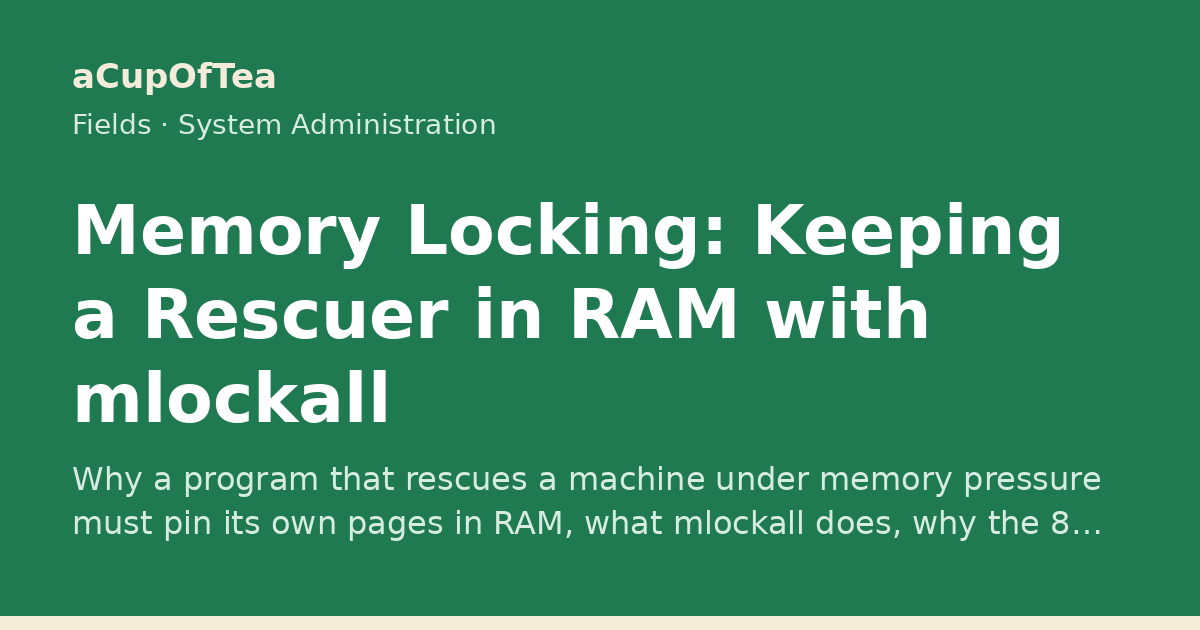 aCupOfTea
Fields · System Administration
Memory Locking: Keeping
a Rescuer in RAM with
mlockall
Why a program that rescues a machine under memory pressure
must pin its own pages in RAM, what mlockall does, why the 8…